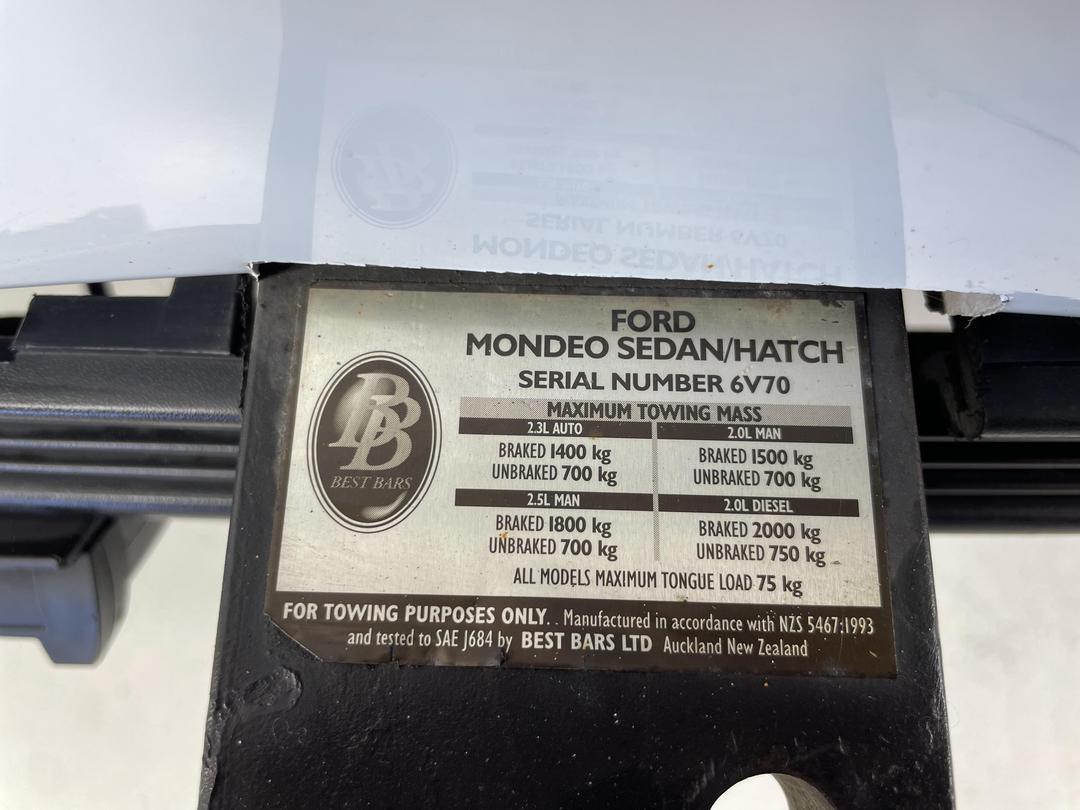 FORD
MONDEO SEDAN/HATCH
SERIAL NUMBER 6V70
MAXIMUM TOWING MASS
2.3L AUTO
BRAKED 1400 kg
UNBRAKED 700 kg
2.0L MAN
BRAKED 1500 kg
UNBRAKED 700 kg
2.5L MAN
BRAKED 1800 kg
UNBRAKED 700 kg
2.0L DIESEL
BRAKED 2000 kg
UNBRAKED 750 kg
ALL MODELS MAXIMUM TONGUE LOAD 75 kg
BB
BEST BARS
FOR TOWING PURPOSES ONLY. . Manufactured in accordance with NZS 5467:1993
and tested to SAE J684 by BEST BARS LTD Auckland New Zealand